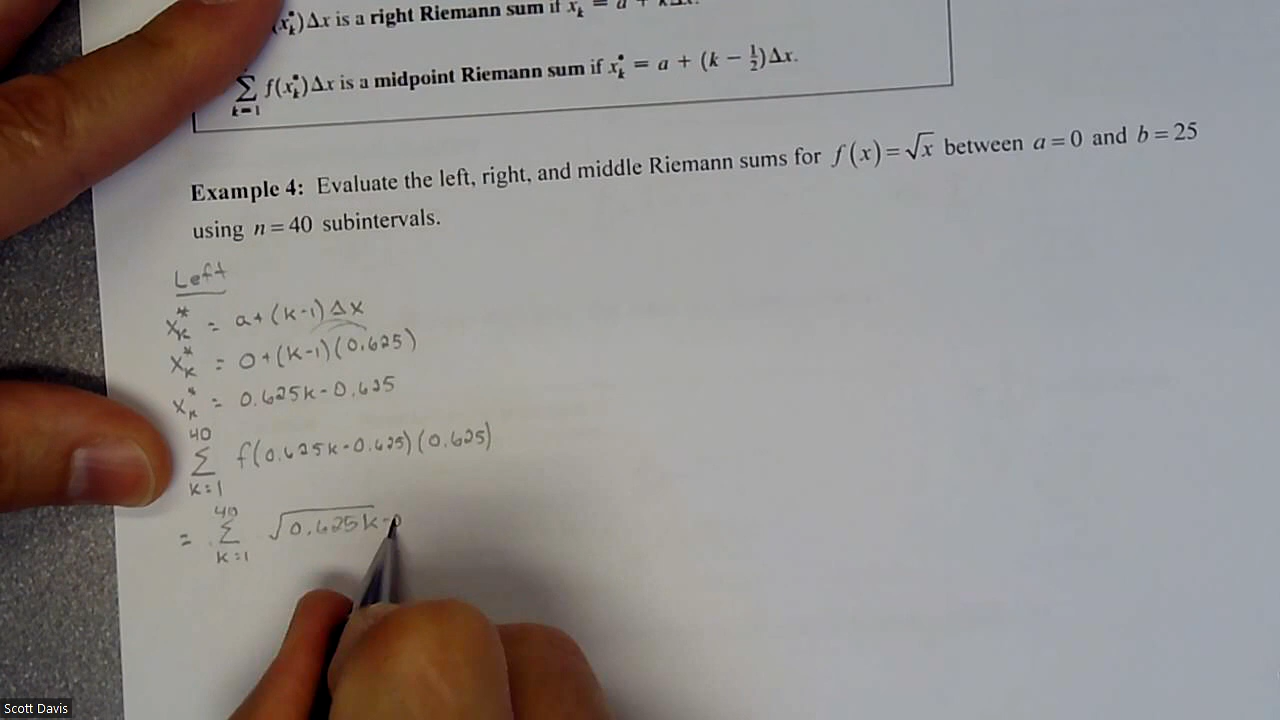 (x*ₖ)Δx is a right Riemann sum if x*ₖ = a + kΔx.
∑ₖ₌₁ f(x*ₖ)Δx is a midpoint Riemann sum if x*ₖ = a + (k − 1/2)Δx.
Example 4: Evaluate the left, right, and middle Riemann sums for f(x)=√x between a=0 and b=25
using n=40 subintervals.
Left
x*ₖ = a+(k-1)Δx
x*ₖ = 0+(k-1)(0.625)
x*ₖ = 0.625k-0.625
40
∑ f(0.625k-0.625)(0.625)
k=1
40
= ∑ √0.625k-0
k=1
Scott Davis